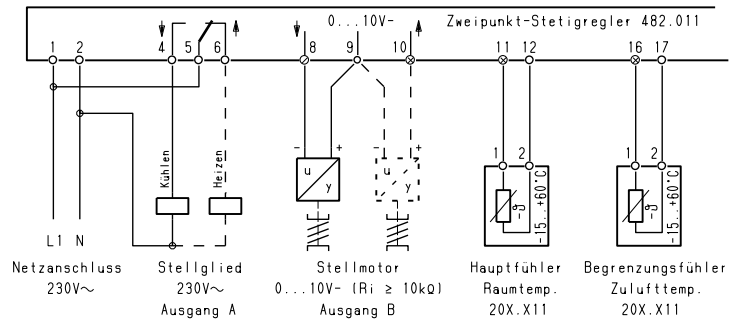 0...10V- Zweipunkt-Stetigregler 482.011
1 2 4 5 6 8 9 10 11 12 16 17
- + - + 1 2 1 2
Kühlen
Heizen
u y
u y
ϑ
-15..+60°C
ϑ
-15..+60°C
L1 N
Netzanschluss Stellglied Stellmotor Hauptfühler Begrenzungsfühler
230V~ 230V~ 0...10V- (Ri ≥ 10kΩ) Raumtemp. Zulufttemp.
Ausgang A Ausgang B 20X.X11 20X.X11